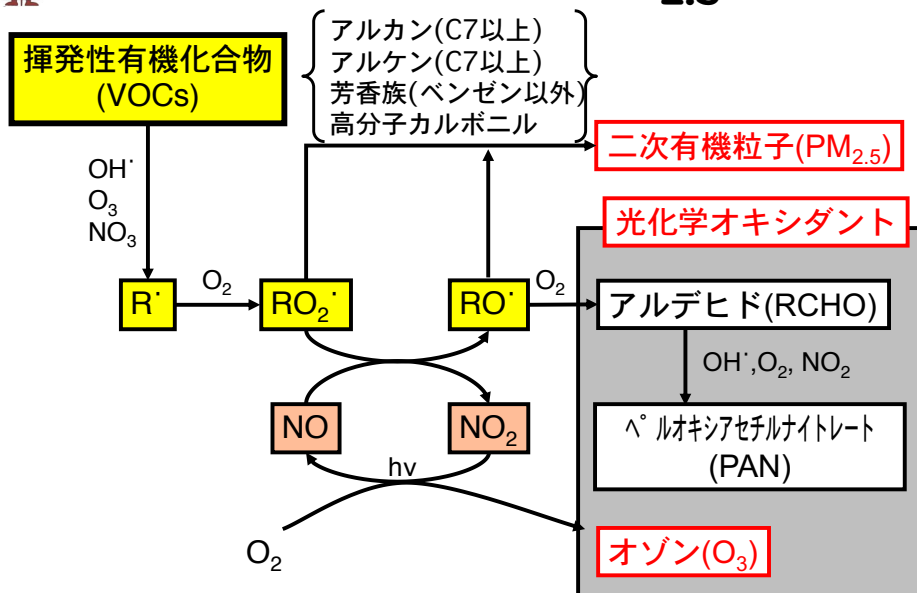 2.5
揮発性有機化合物
(VOCs)
アルカン(C7以上)
アルケン(C7以上)
芳香族(ベンゼン以外)
高分子カルボニル
二次有機粒子(PM2.5)
OH˙
O3
NO3
光化学オキシダント
R˙
O2
RO2˙
RO˙
O2
アルデヒド(RCHO)
OH˙,O2, NO2
NO
NO2
ペルオキシアセチルナイトレート
(PAN)
hv
O2
オゾン(O3)